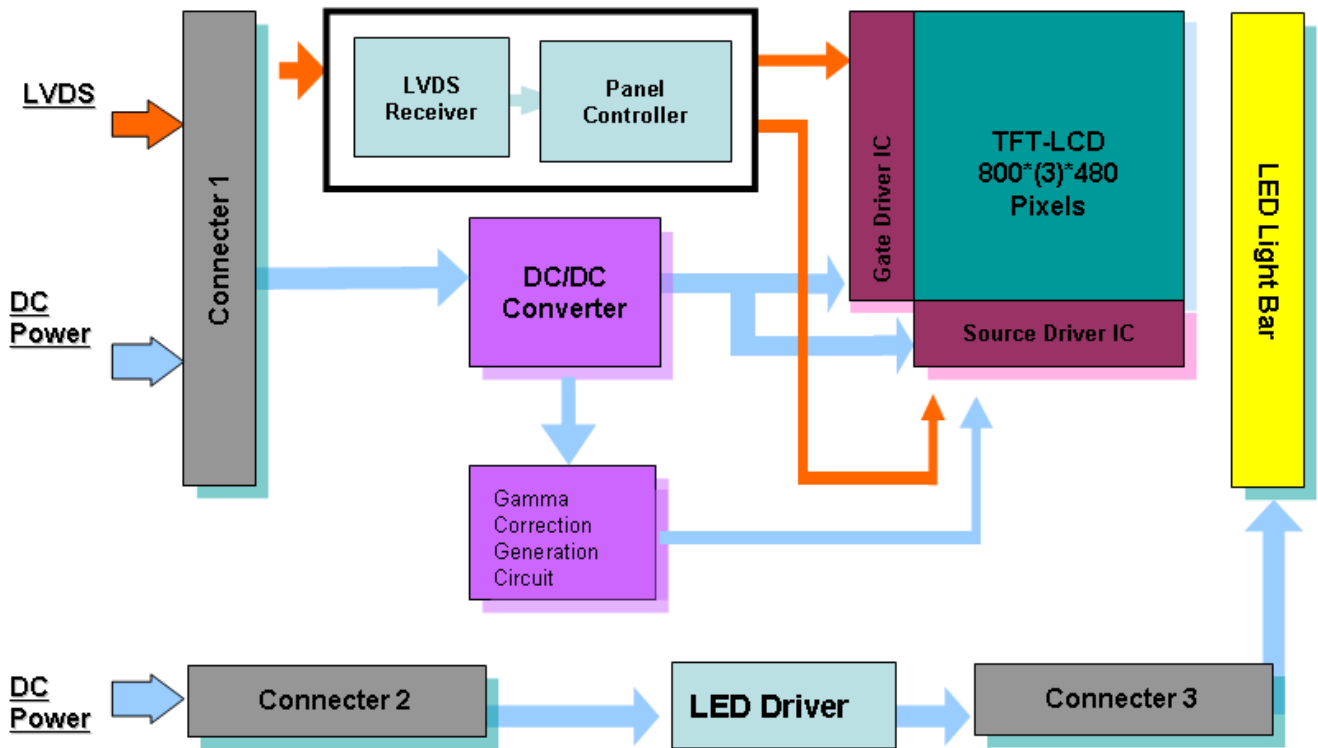 LVDS
DC
Power
Connecter 1
LVDS
Receiver
Panel
Controller
DC/DC
Converter
Gamma
Correction
Generation
Circuit
Gate Driver IC
TFT-LCD
800*(3)*480
Pixels
Source Driver IC
LED Light Bar
DC
Power
Connecter 2
LED Driver
Connecter 3